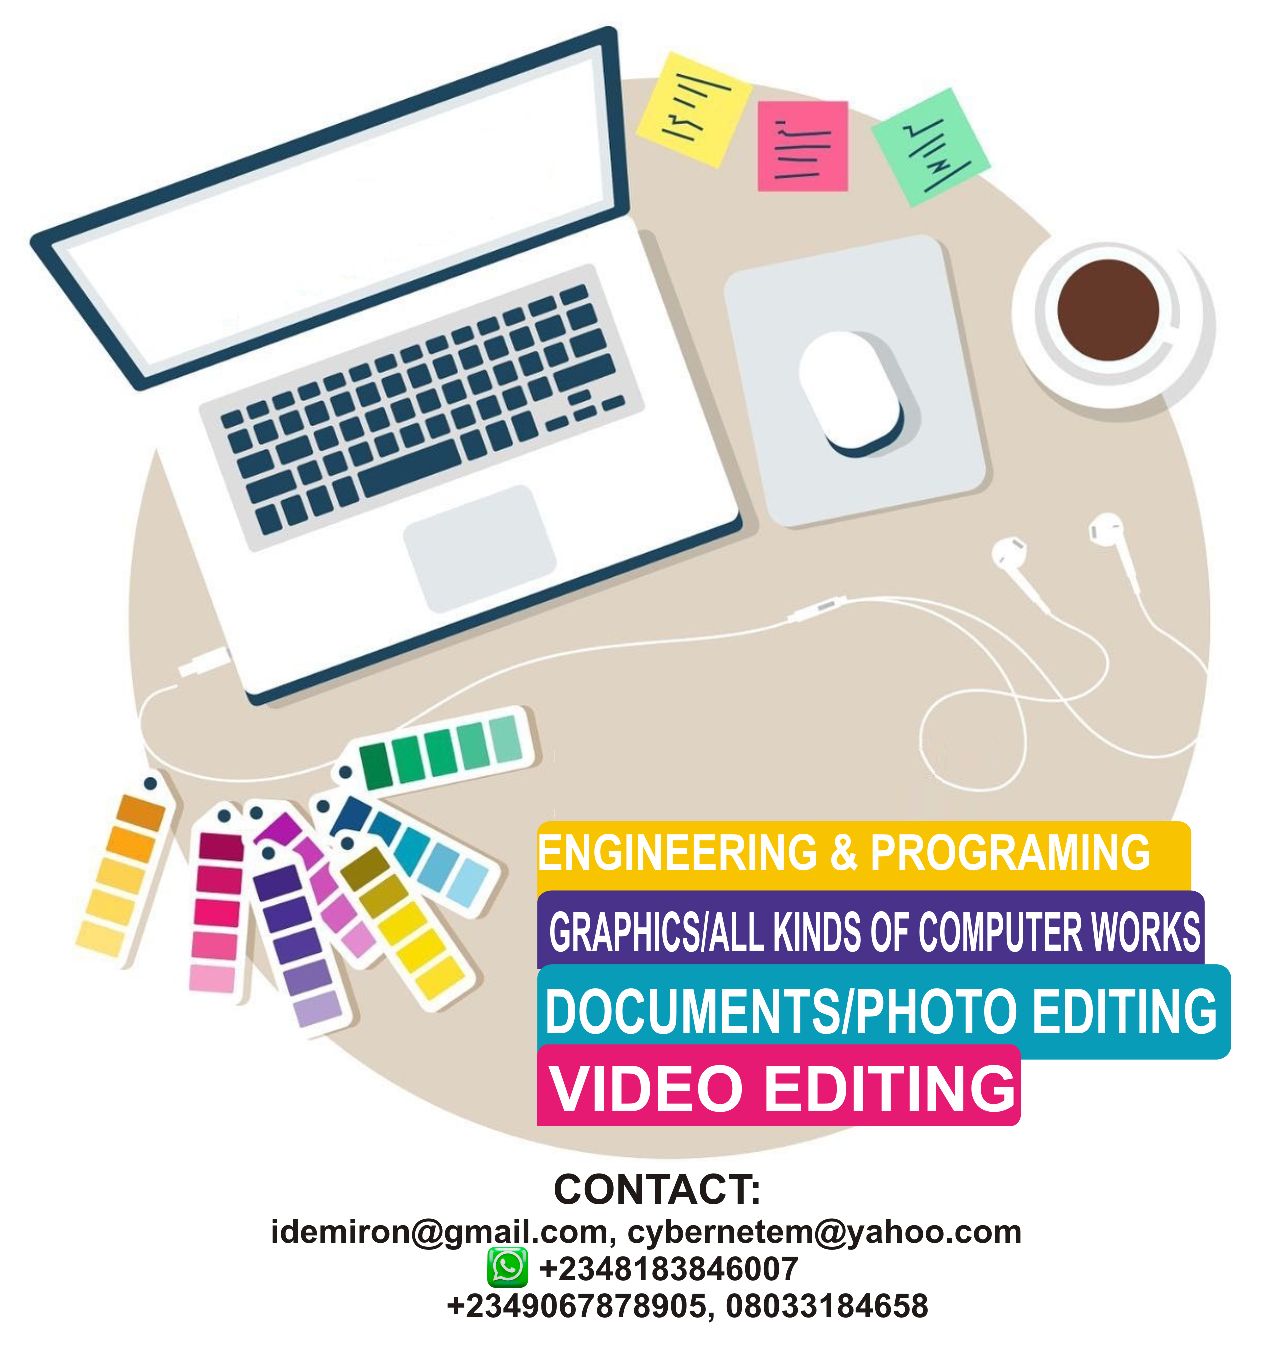 ENGINEERING & PROGRAMING
GRAPHICS/ALL KINDS OF COMPUTER WORKS
DOCUMENTS/PHOTO EDITING
VIDEO EDITING
CONTACT:
idemiron@gmail.com, cybernetem@yahoo.com
+2348183846007
+2349067878905, 08033184658